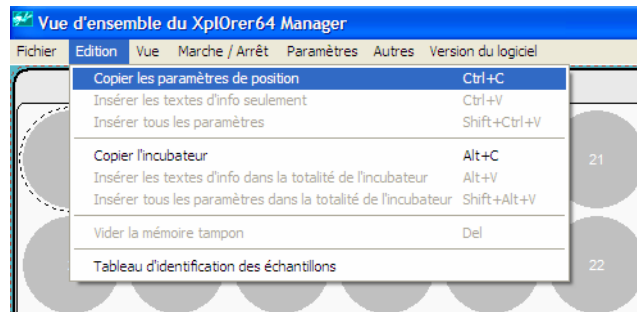 Vue d'ensemble du XplOrer64 Manager
Fichier Edition Vue Marche / Arrêt Paramètres Autres Version du logiciel
Copier les paramètres de position Ctrl+C
Insérer les textes d'info seulement Ctrl+V
Insérer tous les paramètres Shift+Ctrl+V
Copier l'incubateur Alt+C
Insérer les textes d'info dans la totalité de l'incubateur Alt+V
Insérer tous les paramètres dans la totalité de l'incubateur Shift+Alt+V
21
Vider la mémoire tampon Del
Tableau d'identification des échantillons
22